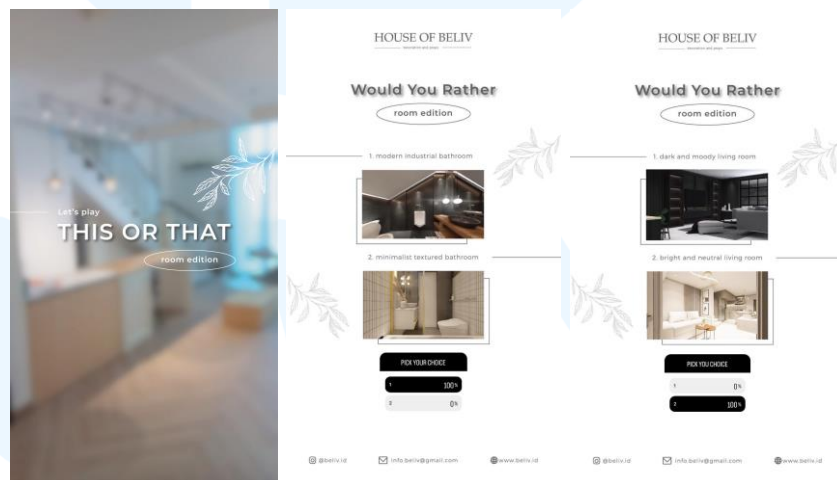 Let's play
THIS OR THAT
room edition
HOUSE OF BELIV
Would You Rather
room edition
1. modern industrial bathroom
2. minimalist textured bathroom
PICK YOUR CHOICE
1 100%
2 0%
@beliv.id info.beliv@gmail.com www.beliv.id
HOUSE OF BELIV
Would You Rather
room edition
1. dark and moody living room
2. bright and neutral living room
PICK YOU CHOICE
1 0%
2 100%
@beliv.id info.beliv@gmail.com www.beliv.id